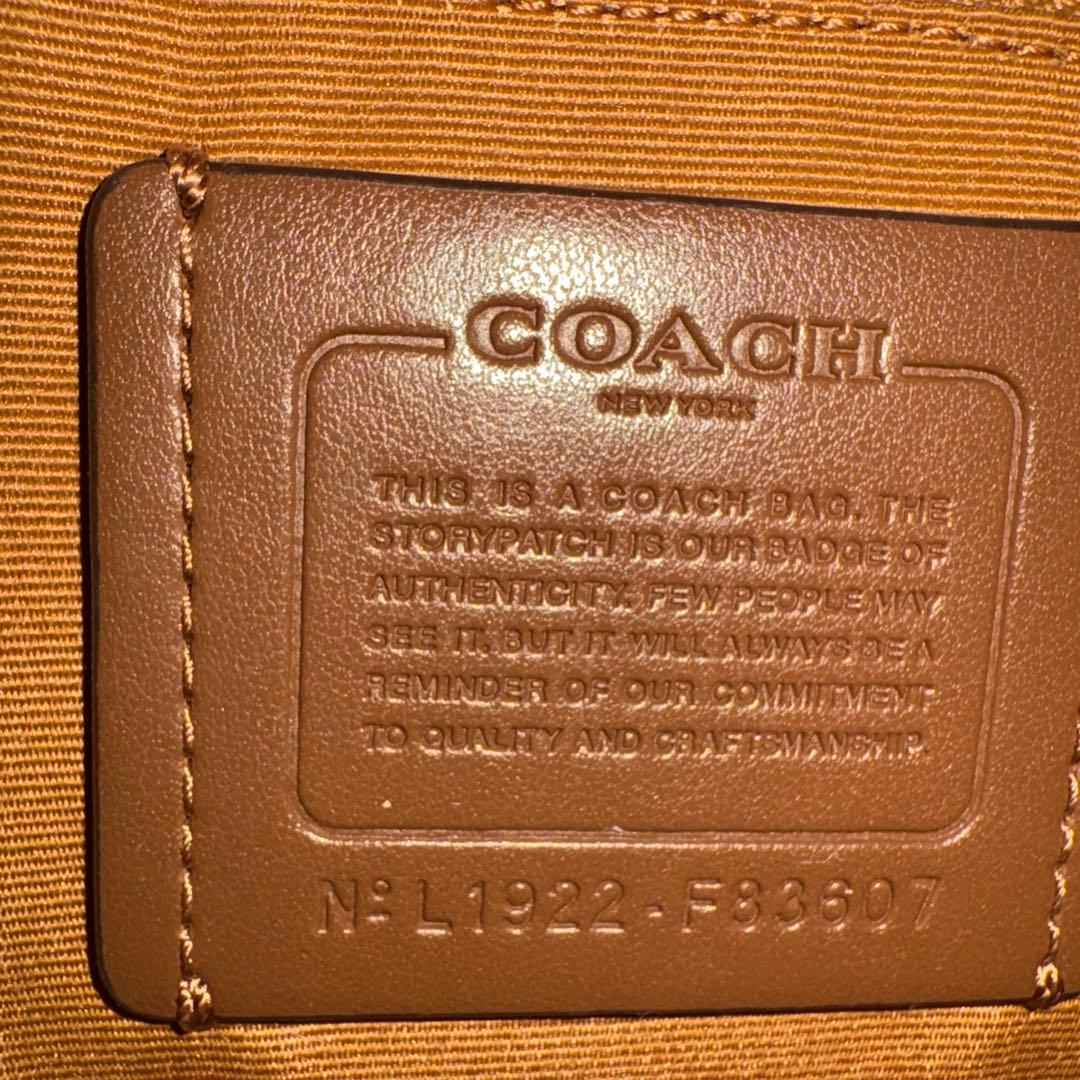 COACH
NEW YORK
THIS IS A COACH BAG. THE
STORYPATCH IS OUR BADGE OF
AUTHENTICITY. FEW PEOPLE MAY
SEE IT, BUT IT WILL ALWAYS BE A
REMINDER OF OUR COMMITMENT
TO QUALITY AND CRAFTSMANSHIP.
Nº L1922-F83607